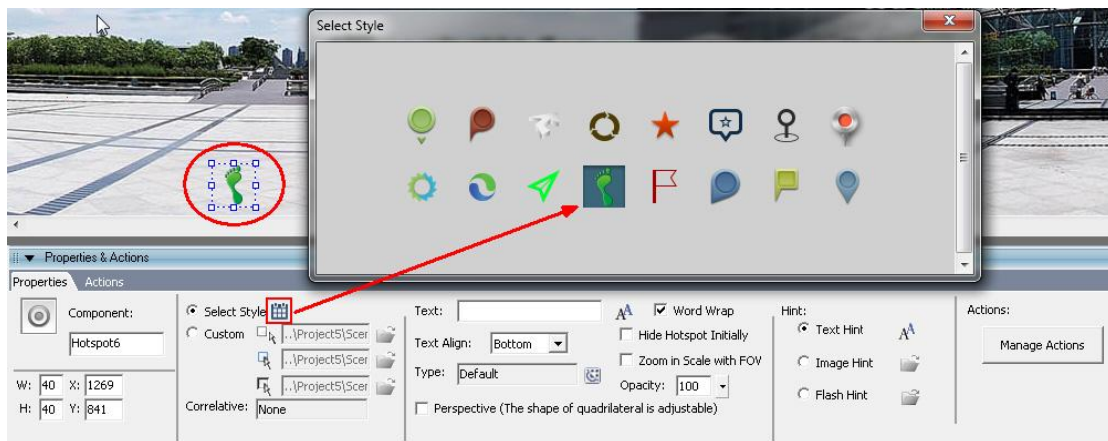 Select Style
Properties & Actions
Properties Actions
Component:
Hotspot6
W: 40 X: 1269
H: 40 Y: 841
Select Style
Custom ..\Project5\Scer
..\Project5\Scer
..\Project5\Scer
Correlative: None
Text:
Text Align: Bottom
Type: Default
Perspective (The shape of quadrilateral is adjustable)
AA Word Wrap
Hide Hotspot Initially
Zoom in Scale with FOV
Opacity: 100
Hint:
Text Hint AA
Image Hint
Flash Hint
Actions:
Manage Actions